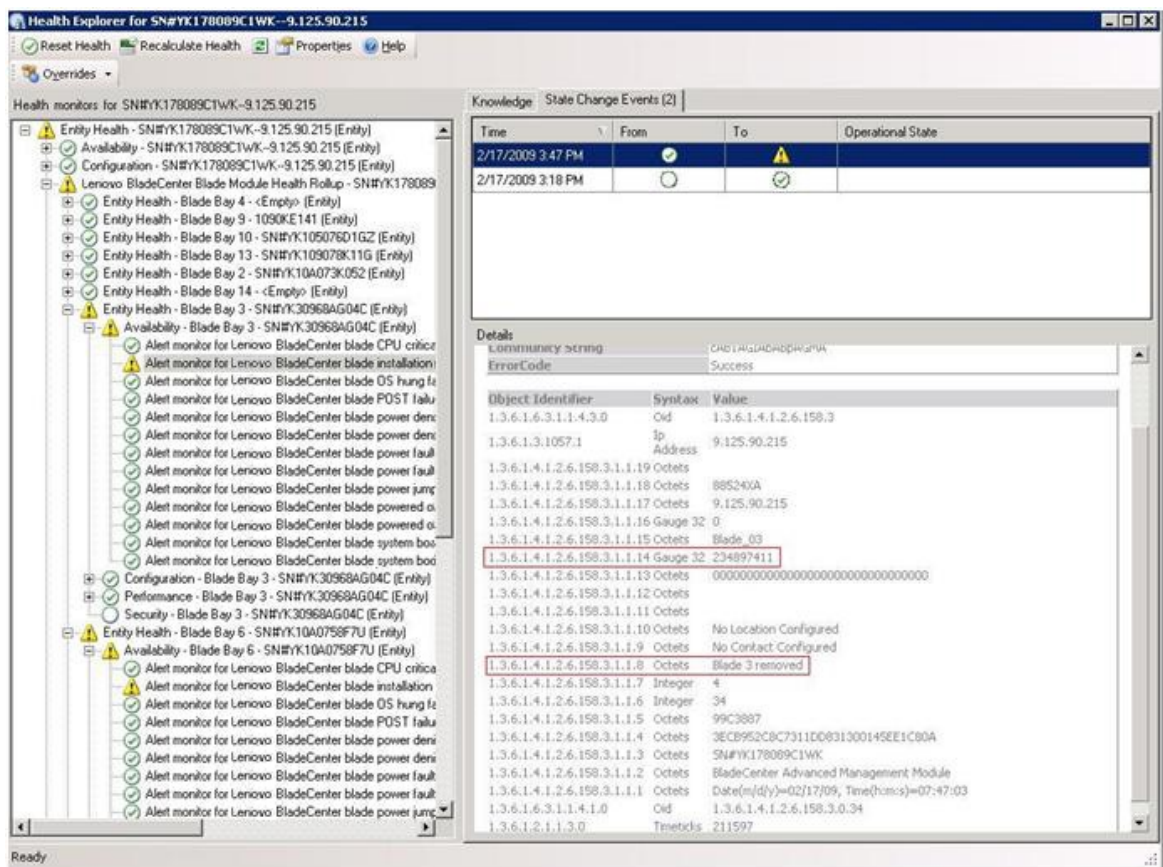 Health Explorer for SN#YK178089C1WK--9.125.90.215
Reset Health Recalculate Health Properties Help
Overrides
Health monitors for SN#YK178089C1WK--9.125.90.215
Entity Health - SN#YK178089C1WK--9.125.90.215 (Entity)
Availability - SN#YK178089C1WK--9.125.90.215 (Entity)
Configuration - SN#YK178089C1WK--9.125.90.215 (Entity)
Lenovo BladeCenter Blade Module Health Rollup - SN#YK178089
Entity Health - Blade Bay 4 - <Empty> (Entity)
Entity Health - Blade Bay 9 - 1090KE141 (Entity)
Entity Health - Blade Bay 10 - SN#YK105076D1GZ (Entity)
Entity Health - Blade Bay 13 - SN#YK109078K11G (Entity)
Entity Health - Blade Bay 2 - SN#YK10A073K052 (Entity)
Entity Health - Blade Bay 14 - <Empty> (Entity)
Entity Health - Blade Bay 3 - SN#YK30968AG04C (Entity)
Availability - Blade Bay 3 - SN#YK30968AG04C (Entity)
Alert monitor for Lenovo BladeCenter blade CPU critica
Alert monitor for Lenovo BladeCenter blade installation
Alert monitor for Lenovo BladeCenter blade OS hung fa
Alert monitor for Lenovo BladeCenter blade POST failu
Alert monitor for Lenovo BladeCenter blade power deni
Alert monitor for Lenovo BladeCenter blade power deni
Alert monitor for Lenovo BladeCenter blade power fault
Alert monitor for Lenovo BladeCenter blade power fault
Alert monitor for Lenovo BladeCenter blade power jump
Alert monitor for Lenovo BladeCenter blade powered o
Alert monitor for Lenovo BladeCenter blade powered o
Alert monitor for Lenovo BladeCenter blade system boa
Alert monitor for Lenovo BladeCenter blade system boo
Configuration - Blade Bay 3 - SN#YK30968AG04C (Entity)
Performance - Blade Bay 3 - SN#YK30968AG04C (Entity)
Security - Blade Bay 3 - SN#YK30968AG04C (Entity)
Entity Health - Blade Bay 6 - SN#YK10A0758F7U (Entity)
Availability - Blade Bay 6 - SN#YK10A0758F7U (Entity)
Alert monitor for Lenovo BladeCenter blade CPU critica
Alert monitor for Lenovo BladeCenter blade installation
Alert monitor for Lenovo BladeCenter blade OS hung fa
Alert monitor for Lenovo BladeCenter blade POST failu
Alert monitor for Lenovo BladeCenter blade power deni
Alert monitor for Lenovo BladeCenter blade power deni
Alert monitor for Lenovo BladeCenter blade power fault
Alert monitor for Lenovo BladeCenter blade power fault
Alert monitor for Lenovo BladeCenter blade power jump
Knowledge State Change Events (2)
Time From To Operational State
2/17/2009 3:47 PM
2/17/2009 3:18 PM
Details
Community String
ErrorCode Success
Object Identifier Syntax Value
1.3.6.1.6.3.1.1.4.3.0 Oid 1.3.6.1.4.1.2.6.158.3
1.3.6.1.3.1057.1 Ip Address 9.125.90.215
1.3.6.1.4.1.2.6.158.3.1.1.19 Octets
1.3.6.1.4.1.2.6.158.3.1.1.18 Octets 88524XA
1.3.6.1.4.1.2.6.158.3.1.1.17 Octets 9.125.90.215
1.3.6.1.4.1.2.6.158.3.1.1.16 Gauge 32 0
1.3.6.1.4.1.2.6.158.3.1.1.15 Octets Blade_03
1.3.6.1.4.1.2.6.158.3.1.1.14 Gauge 32 234897411
1.3.6.1.4.1.2.6.158.3.1.1.13 Octets 00000000000000000000000000000000
1.3.6.1.4.1.2.6.158.3.1.1.12 Octets
1.3.6.1.4.1.2.6.158.3.1.1.11 Octets
1.3.6.1.4.1.2.6.158.3.1.1.10 Octets No Location Configured
1.3.6.1.4.1.2.6.158.3.1.1.9 Octets No Contact Configured
1.3.6.1.4.1.2.6.158.3.1.1.8 Octets Blade 3 removed
1.3.6.1.4.1.2.6.158.3.1.1.7 Integer 4
1.3.6.1.4.1.2.6.158.3.1.1.6 Integer 34
1.3.6.1.4.1.2.6.158.3.1.1.5 Octets 99C3887
1.3.6.1.4.1.2.6.158.3.1.1.4 Octets 3ECB952C8C7311DD831300145EE1C80A
1.3.6.1.4.1.2.6.158.3.1.1.3 Octets SN#YK178089C1WK
1.3.6.1.4.1.2.6.158.3.1.1.2 Octets BladeCenter Advanced Management Module
1.3.6.1.4.1.2.6.158.3.1.1.1 Octets Date(m/d/y)=02/17/09, Time(h:m:s)=07:47:03
1.3.6.1.6.3.1.1.4.1.0 Oid 1.3.6.1.4.1.2.6.158.3.0.34
1.3.6.1.2.1.1.3.0 Timeticks 211597
Ready